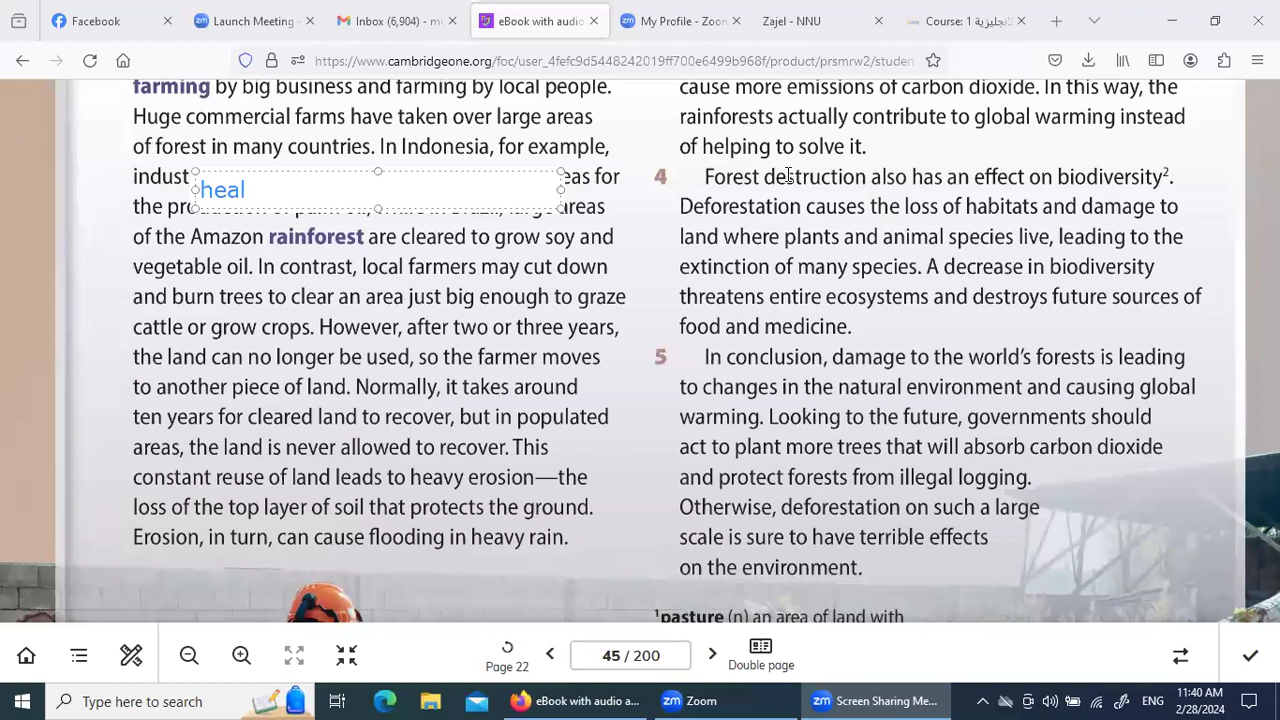 Facebook
Launch Meeting -
Inbox (6,904) - m
eBook with audio
My Profile - Zoom
Zajel - NNU
Course: 1 الإنجليزية
https://www.cambridgeone.org/foc/user_4fefc9d5448242019ff700e6499b968f/product/prsmrw2/studen
farming by big business and farming by local people.
Huge commercial farms have taken over large areas
of forest in many countries. In Indonesia, for example,
indust
heal
eas for
the
areas
of the Amazon rainforest are cleared to grow soy and
vegetable oil. In contrast, local farmers may cut down
and burn trees to clear an area just big enough to graze
cattle or grow crops. However, after two or three years,
the land can no longer be used, so the farmer moves
to another piece of land. Normally, it takes around
ten years for cleared land to recover, but in populated
areas, the land is never allowed to recover. This
constant reuse of land leads to heavy erosion—the
loss of the top layer of soil that protects the ground.
Erosion, in turn, can cause flooding in heavy rain.
cause more emissions of carbon dioxide. In this way, the
rainforests actually contribute to global warming instead
of helping to solve it.
4 Forest destruction also has an effect on biodiversity².
Deforestation causes the loss of habitats and damage to
land where plants and animal species live, leading to the
extinction of many species. A decrease in biodiversity
threatens entire ecosystems and destroys future sources of
food and medicine.
5 In conclusion, damage to the world's forests is leading
to changes in the natural environment and causing global
warming. Looking to the future, governments should
act to plant more trees that will absorb carbon dioxide
and protect forests from illegal logging.
Otherwise, deforestation on such a large
scale is sure to have terrible effects
on the environment.
¹pasture (n) an area of land with
Page 22
45 / 200
Double page
Type here to search
eBook with audio a...
Zoom
Screen Sharing Me...
ENG
11:40 AM
2/28/2024